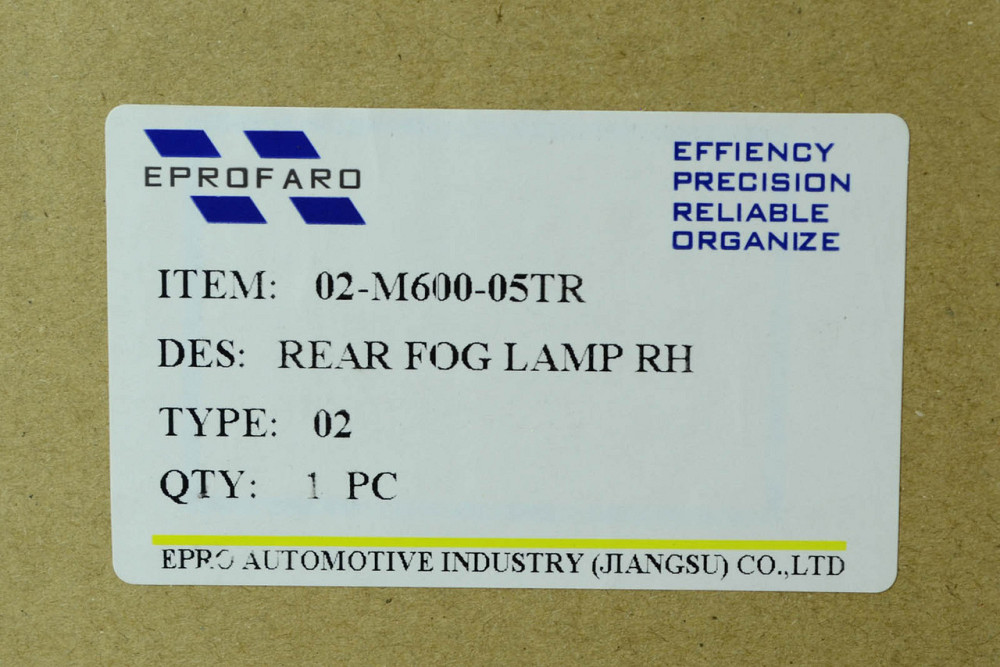 EPROFARO
EFFIENCY
PRECISION
RELIABLE
ORGANIZE
ITEM: 02-M600-05TR
DES: REAR FOG LAMP RH
TYPE: 02
QTY: 1 PC
EPRO AUTOMOTIVE INDUSTRY (JIANGSU) CO.,LTD